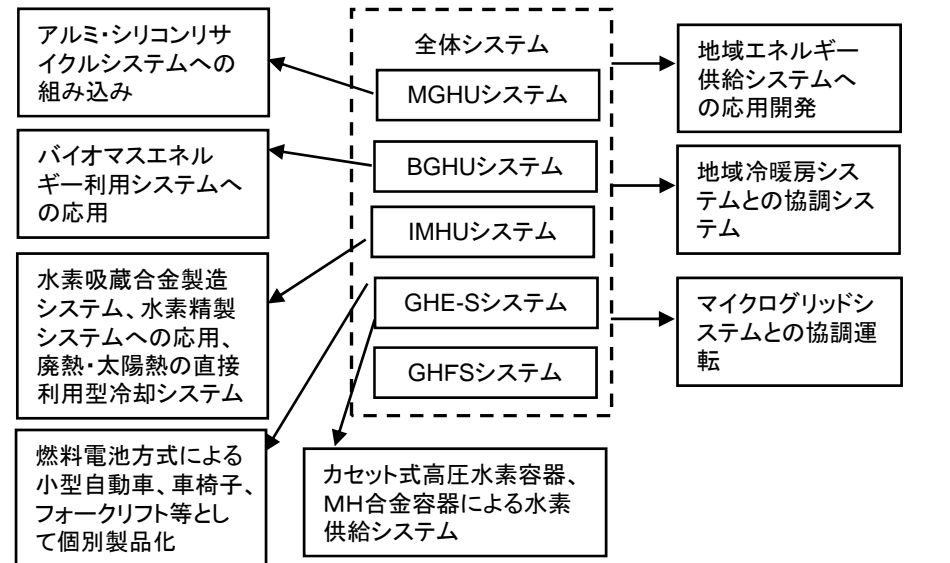 アルミ・シリコンリサ
イクルシステムへの
組み込み
バイオマスエネル
ギー利用システムへ
の応用
水素吸蔵合金製造
システム、水素精製
システムへの応用、
廃熱・太陽熱の直接
利用型冷却システム
燃料電池方式による
小型自動車、車椅子、
フォークリフト等とし
て個別製品化
全体システム
MGHUシステム
BGHUシステム
IMHUシステム
GHE-Sシステム
GHFSシステム
カセット式高圧水素容器、
MH合金容器による水素
供給システム
地域エネルギー
供給システムへ
の応用開発
地域冷暖房シス
テムとの協調シス
テム
マイクログリッドシ
ステムとの協調運
転